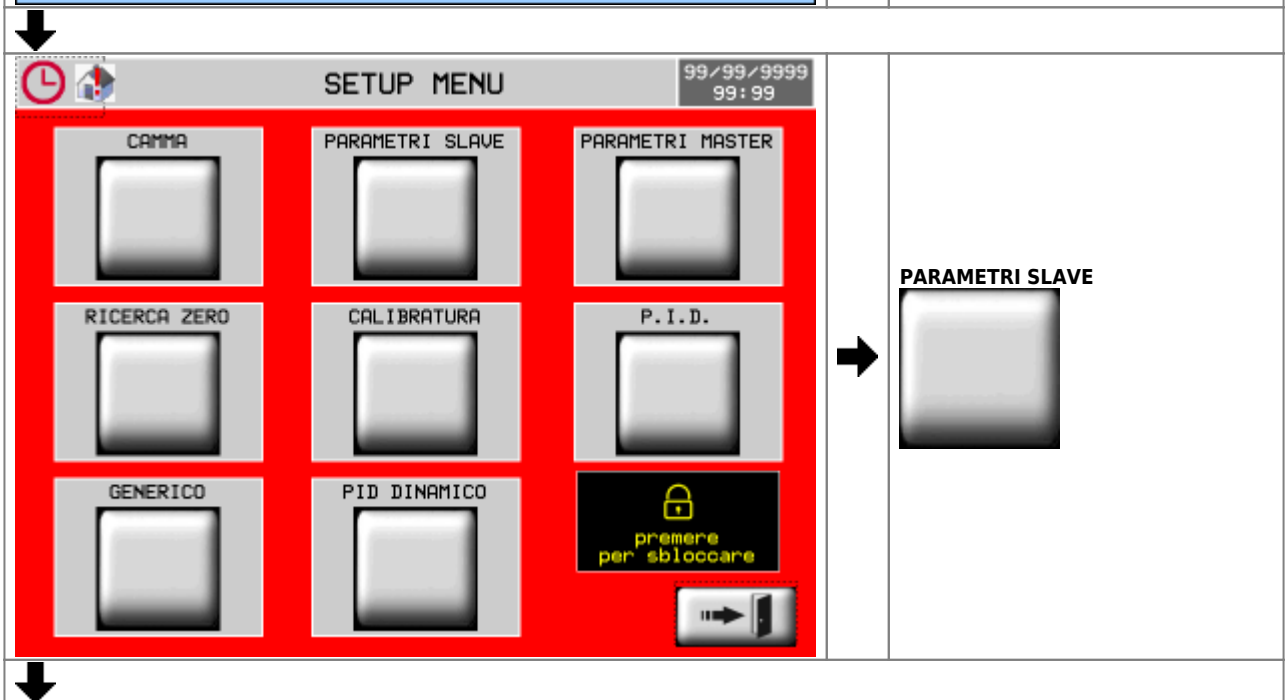 SETUP MENU
99/99/9999
99:99
CAMMA
PARAMETRI SLAVE
PARAMETRI MASTER
RICERCA ZERO
CALIBRATURA
P.I.D.
GENERICO
PID DINAMICO
premere
per sbloccare
PARAMETRI SLAVE